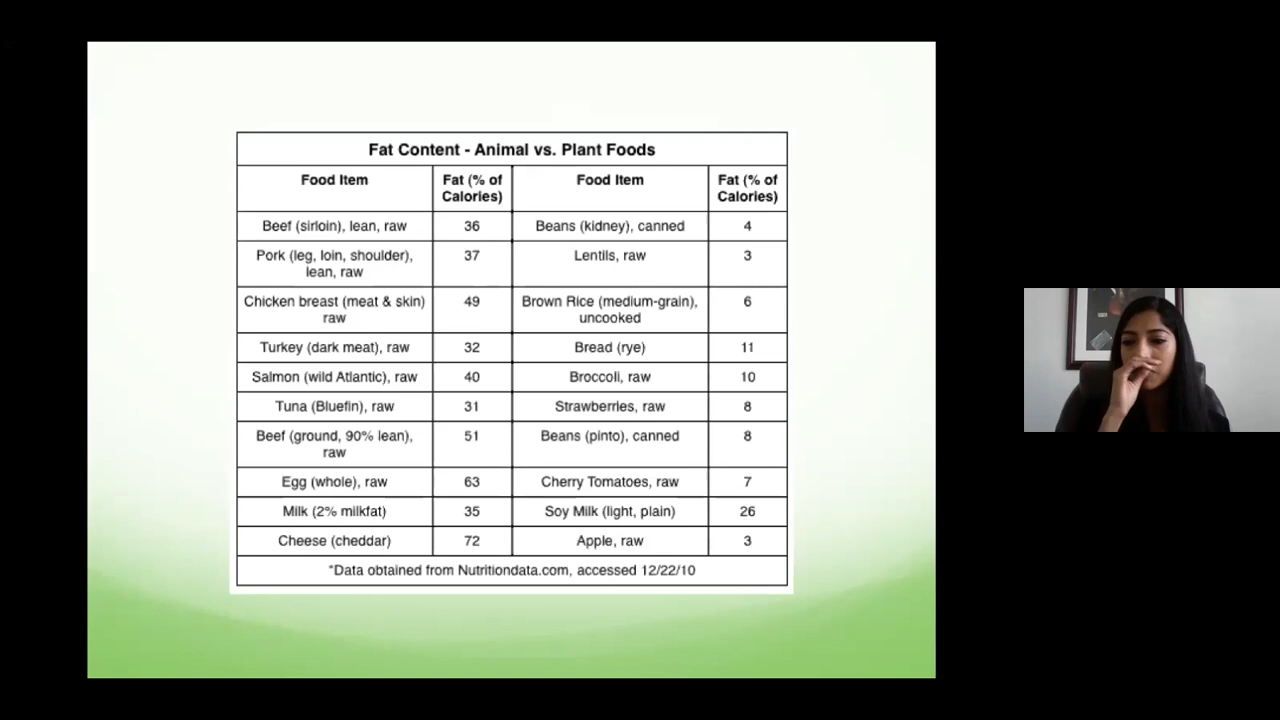 Fat Content - Animal vs. Plant Foods
Food Item Fat (% of Food Item Fat (% of
Calories) Calories)
Beef (sirloin), lean, raw 36 Beans (kidney), canned 4
Pork (leg, loin, shoulder), 37 Lentils, raw 3
lean, raw
Chicken breast (meat & skin) 49 Brown Rice (medium-grain), 6
raw uncooked
Turkey (dark meat), raw 32 Bread (rye) 11
Salmon (wild Atlantic), raw 40 Broccoli, raw 10
Tuna (Bluefin), raw 31 Strawberries, raw 8
Beef (ground, 90% lean), 51 Beans (pinto), canned 8
raw
Egg (whole), raw 63 Cherry Tomatoes, raw 7
Milk (2% milkfat) 35 Soy Milk (light, plain) 26
Cheese (cheddar) 72 Apple, raw 3
*Data obtained from Nutritiondata.com, accessed 12/22/10